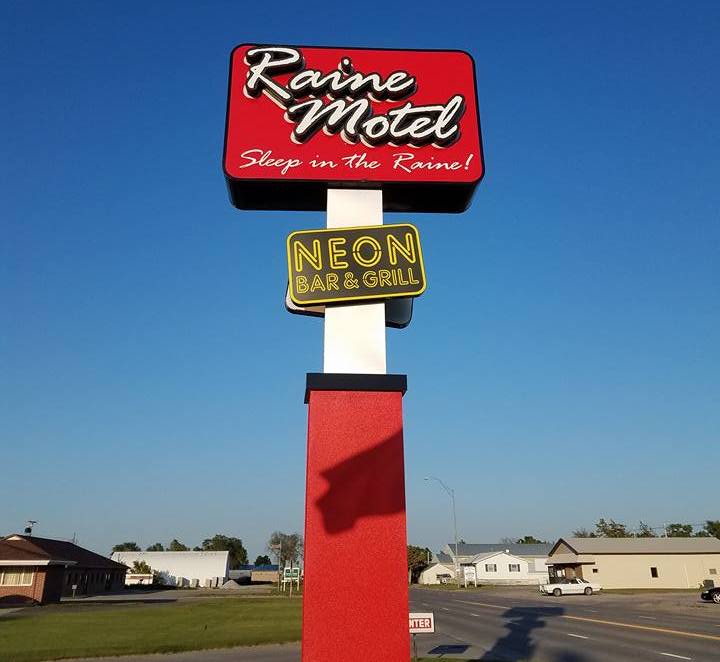 Raine
Motel
Sleep in the Raine!
NEON
BAR & GRILL
NTER